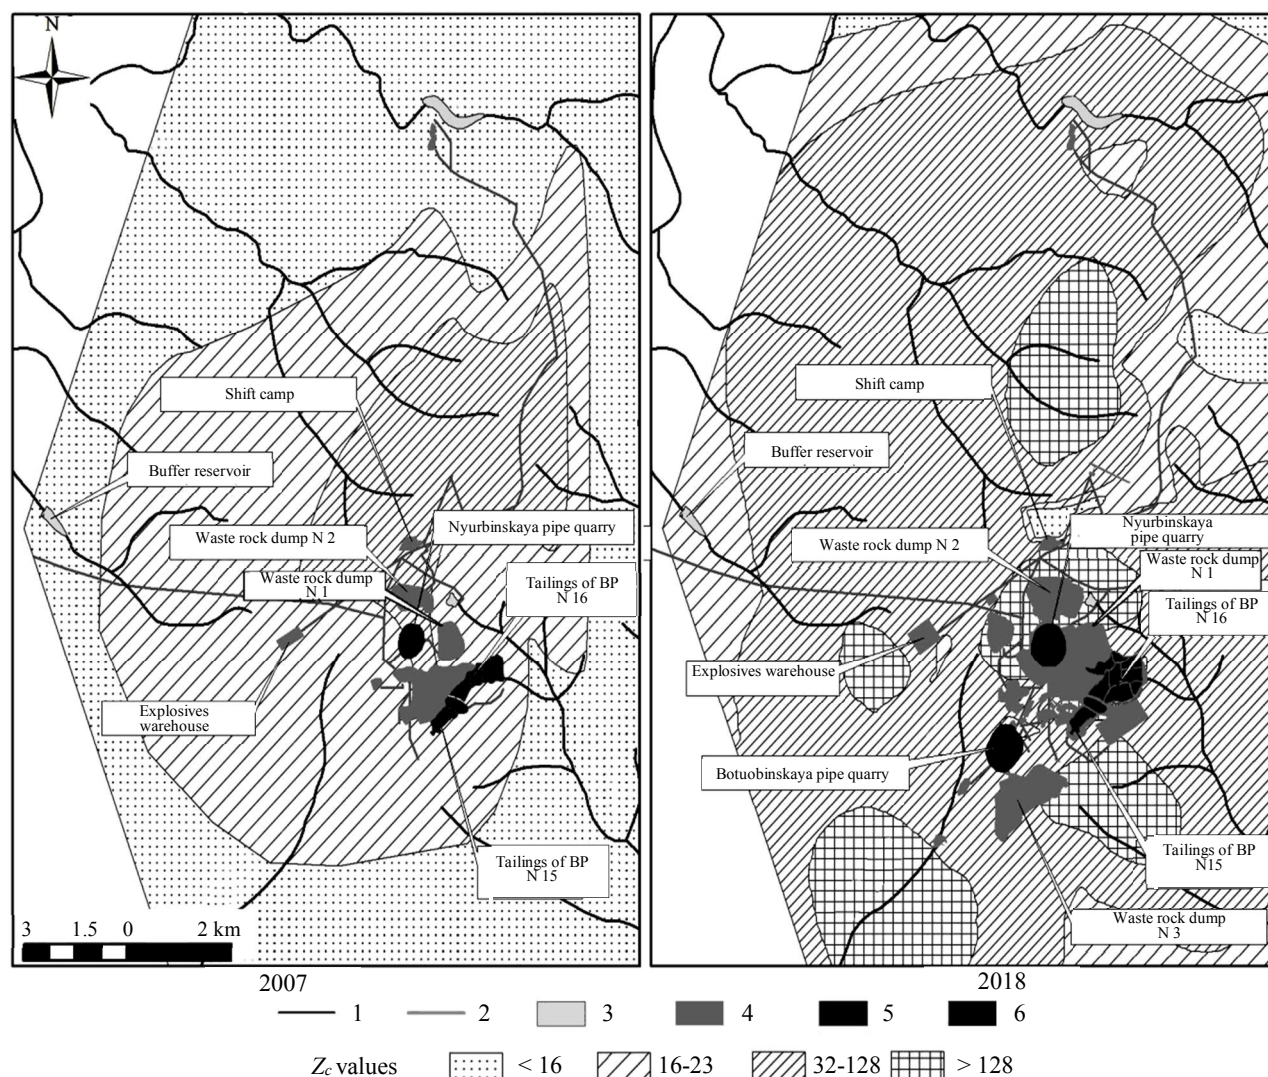 N
Shift camp
Buffer reservoir
Nyurbinskaya pipe quarry
Waste rock dump N 2
Waste rock dump
N 1
Tailings of BP
N 16
Explosives
warehouse
Tailings of BP
N 15
3 1.5 0 2 km
2007
Shift camp
Buffer reservoir
Nyurbinskaya
pipe quarry
Waste rock dump N 2
Waste rock dump
N 1
Tailings of BP
N 16
Explosives warehouse
Botuobinskaya pipe quarry
Tailings of BP
N15
Waste rock dump
N 3
2018
1 2 3 4 5 6
Zc values < 16 16-23 32-128 > 128